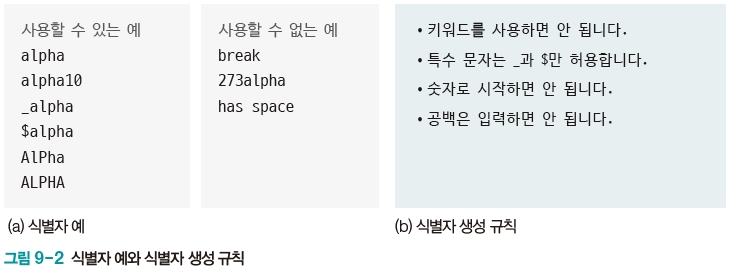 사용할 수 있는 예
alpha
alpha10
_alpha
$alpha
AlPha
ALPHA
사용할 수 없는 예
break
273alpha
has space
• 키워드를 사용하면 안 됩니다.
• 특수 문자는 _과 $만 허용합니다.
• 숫자로 시작하면 안 됩니다.
• 공백은 입력하면 안 됩니다.
(a) 식별자 예
(b) 식별자 생성 규칙
그림 9-2 식별자 예와 식별자 생성 규칙